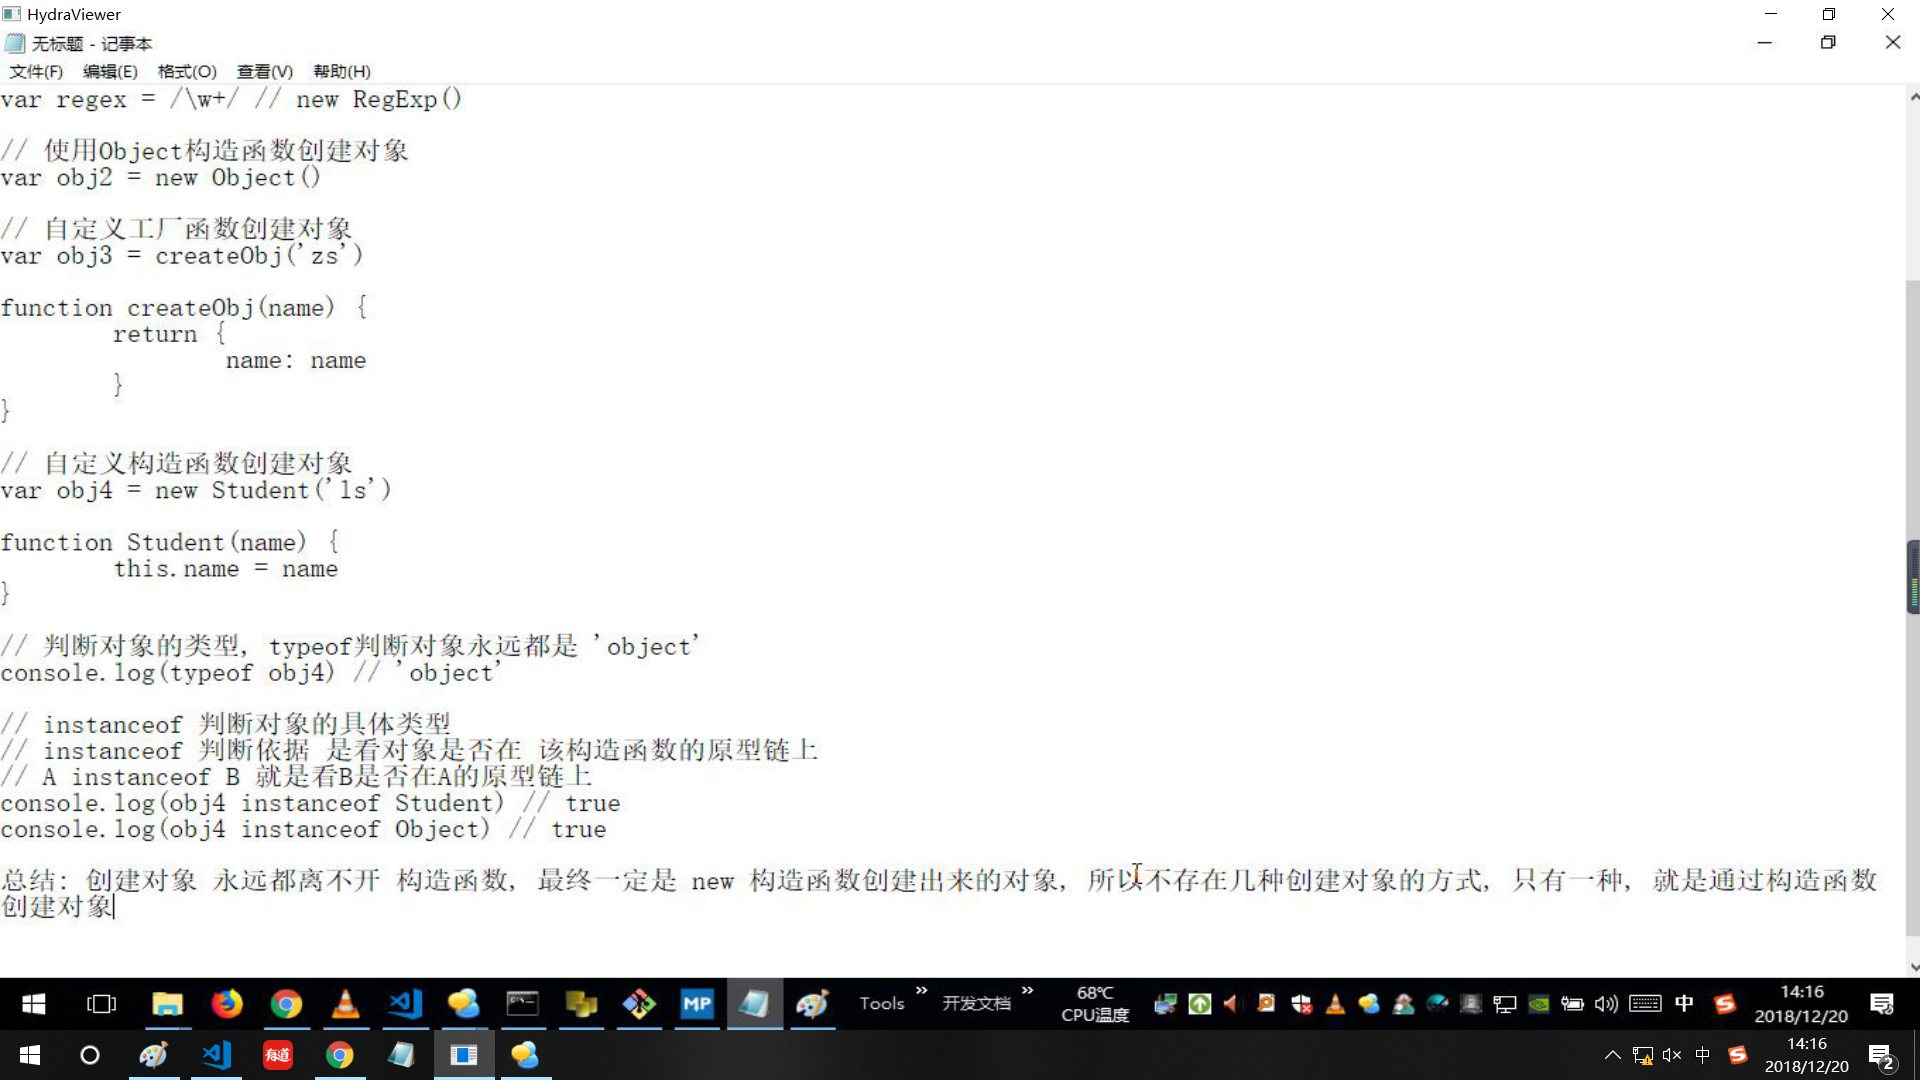 HydraViewer
无标题 - 记事本
文件(F) 编辑(E) 格式(O) 查看(V) 帮助(H)
var regex = /\w+/ // new RegExp()
// 使用Object构造函数创建对象
var obj2 = new Object()
// 自定义工厂函数创建对象
var obj3 = createObj('zs')
function createObj(name) {
return {
name: name
}
}
// 自定义构造函数创建对象
var obj4 = new Student('ls')
function Student(name) {
this.name = name
}
// 判断对象的类型, typeof判断对象永远都是 'object'
console.log(typeof obj4) // 'object'
// instanceof 判断对象的具体类型
// instanceof 判断依据 是看对象是否在 该构造函数的原型链上
// A instanceof B 就是看B是否在A的原型链上
console.log(obj4 instanceof Student) // true
console.log(obj4 instanceof Object) // true
总结: 创建对象 永远都离不开 构造函数, 最终一定是 new 构造函数创建出来的对象, 所以不存在几种创建对象的方式, 只有一种, 就是通过构造函数
创建对象
MP Tools » 开发文档 » 68℃ 中 14:16
CPU温度 2018/12/20
有道 中 14:16
2018/12/20 2